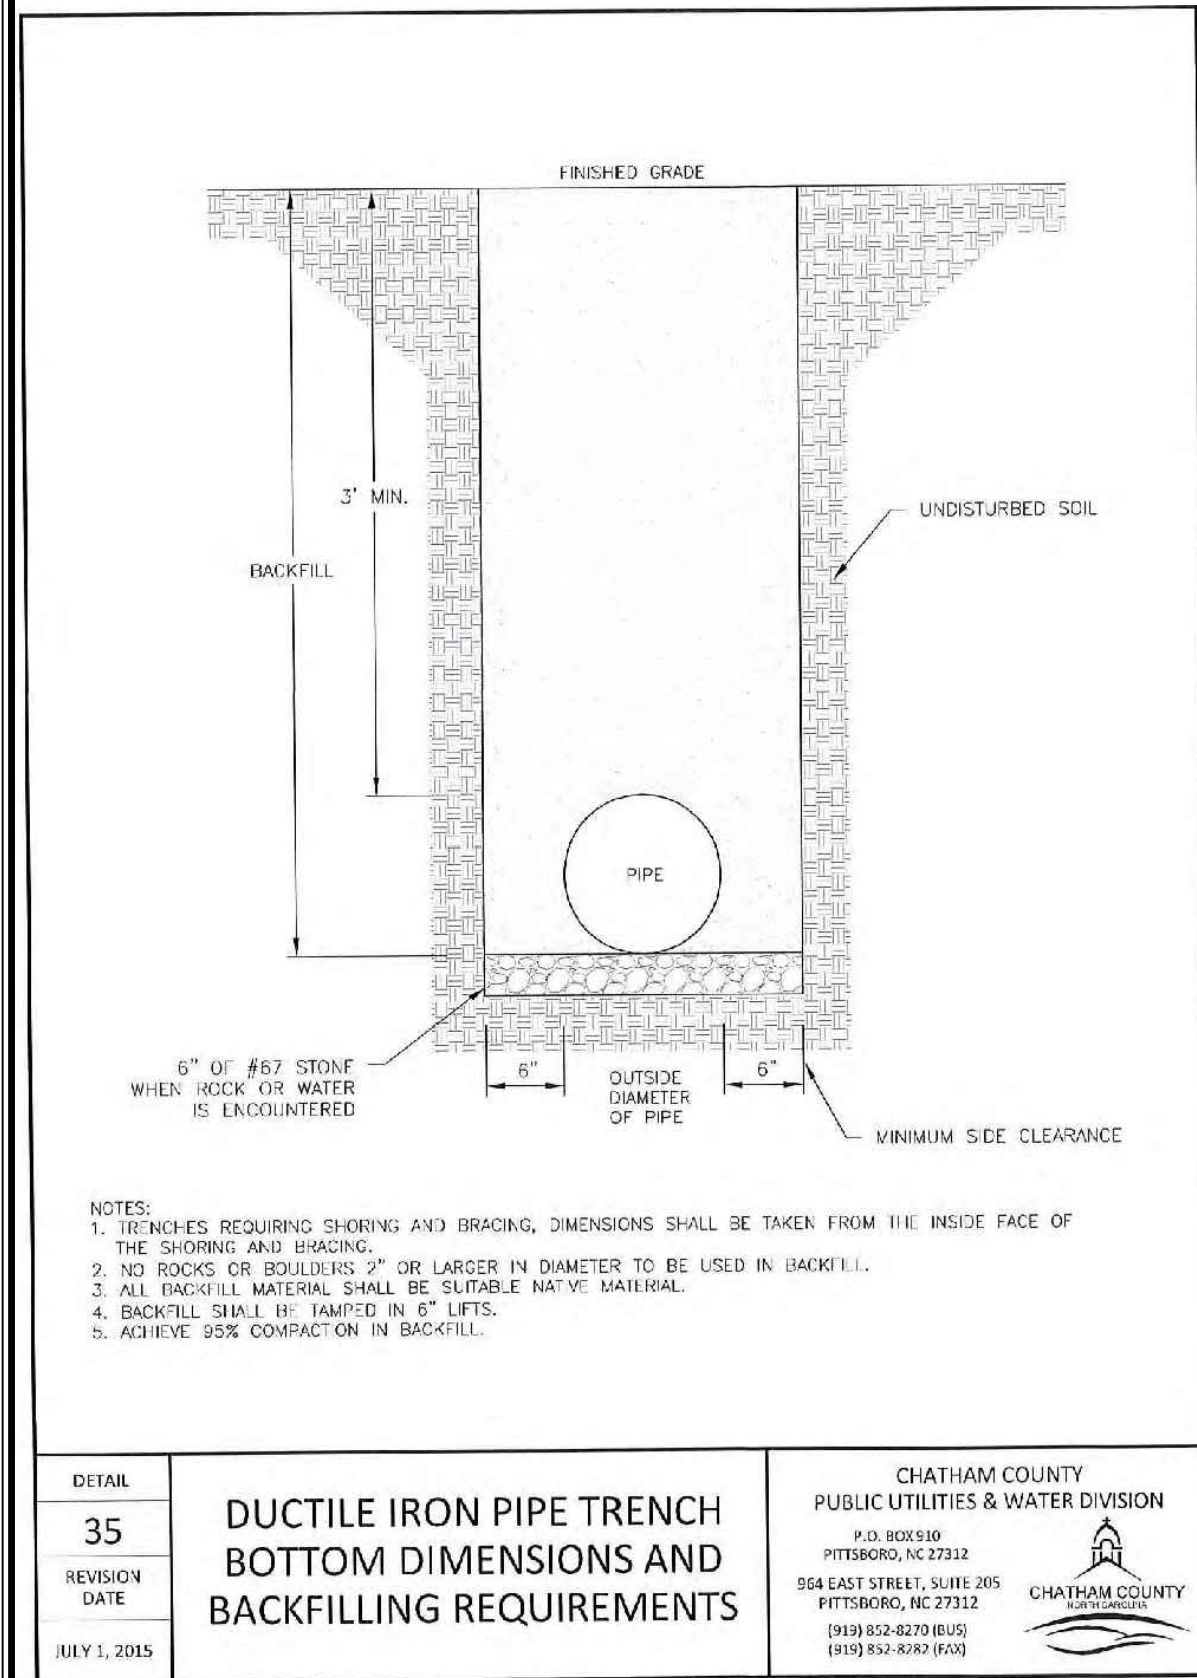 FINISHED GRADE
3' MIN.
UNDISTURBED SOIL
BACKFILL
PIPE
6" OF #67 STONE
WHEN ROCK OR WATER
IS ENCOUNTERED
6"
OUTSIDE
DIAMETER
OF PIPE
6"
MINIMUM SIDE CLEARANCE
NOTES:
1. TRENCHES REQUIRING SHORING AND BRACING, DIMENSIONS SHALL BE TAKEN FROM THE INSIDE FACE OF
THE SHORING AND BRACING.
2. NO ROCKS OR BOULDERS 2" OR LARGER IN DIAMETER TO BE USED IN BACKFILL.
3. ALL BACKFILL MATERIAL SHALL BE SUITABLE NATIVE MATERIAL.
4. BACKFILL SHALL BE TAMPED IN 6" LIFTS.
5. ACHIEVE 95% COMPACTION IN BACKFILL.
DETAIL
35
REVISION
DATE
JULY 1, 2015
DUCTILE IRON PIPE TRENCH
BOTTOM DIMENSIONS AND
BACKFILLING REQUIREMENTS
CHATHAM COUNTY
PUBLIC UTILITIES & WATER DIVISION
P.O. BOX 910
PITTSBORO, NC 27312
964 EAST STREET, SUITE 205
PITTSBORO, NC 27312
(919) 852-8270 (BUS)
(919) 852-8282 (FAX)
CHATHAM COUNTY
NORTH CAROLINA